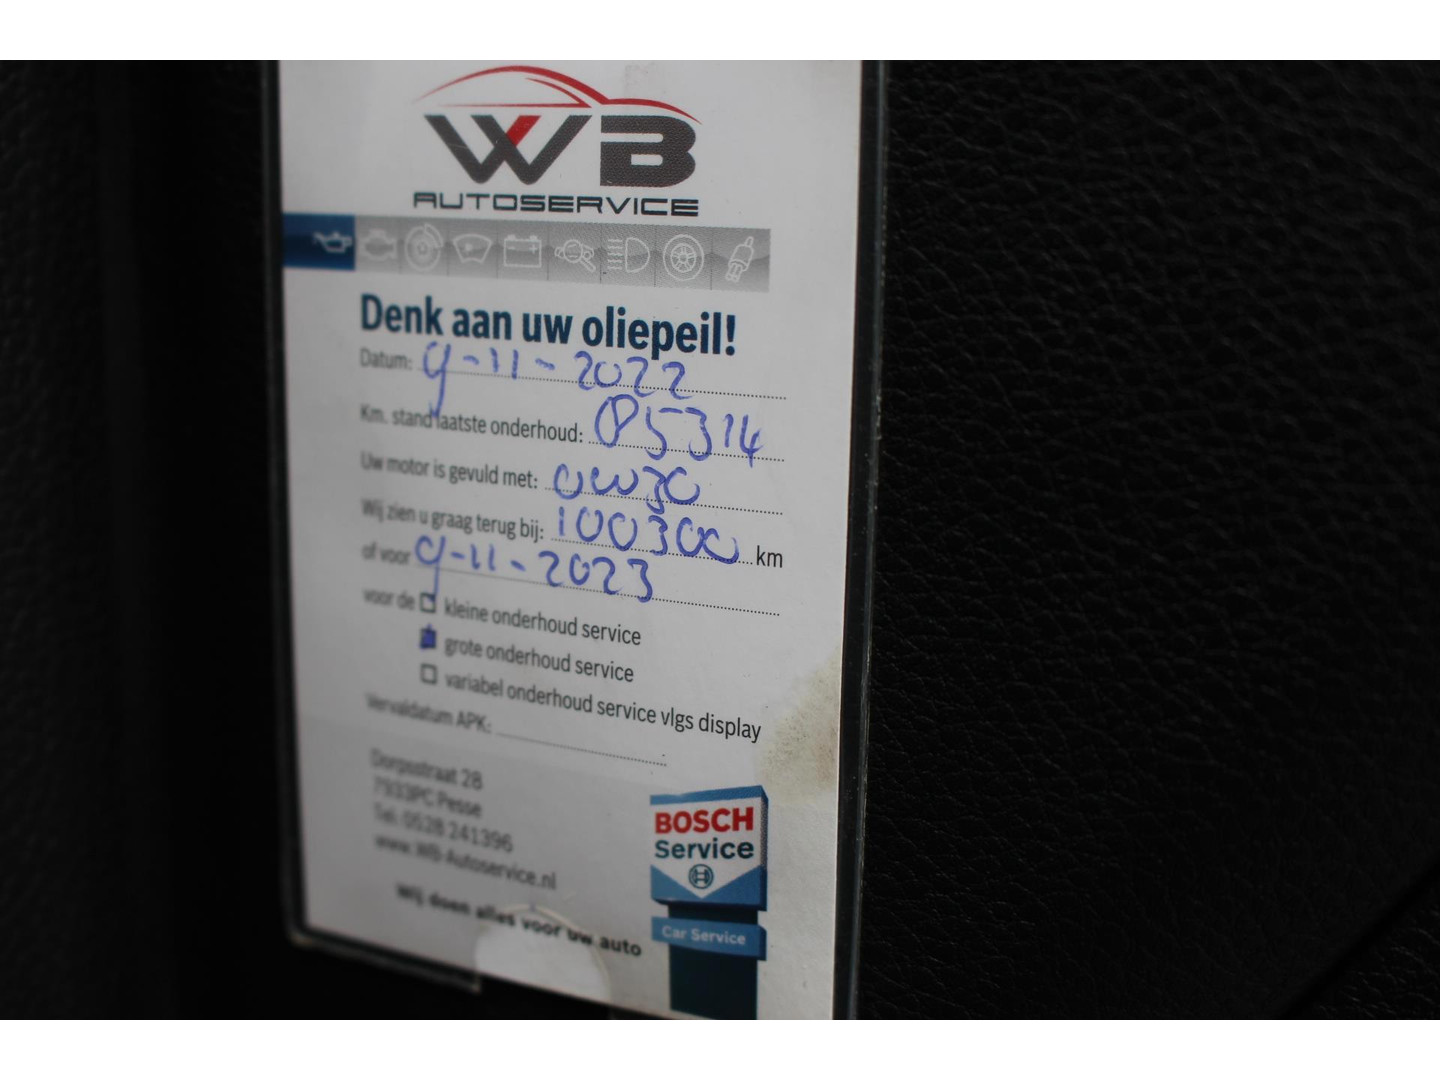 WB
AUTOSERVICE
Denk aan uw oliepeil!
Datum: 9-11-2022
Km. stand laatste onderhoud: 85314
Uw motor is gevuld met: 0W30
Wij zien u graag terug bij: 100300 km
of voor 9-11-2023
voor de kleine onderhoud service
grote onderhoud service
variabel onderhoud service vlgs display
Vervaldatum APK:
Dorpsstraat 28
7933PC Pesse
Tel. 0528 241396
www.WB-Autoservice.nl
Wij doen alles voor uw auto
BOSCH
Service
Car Service